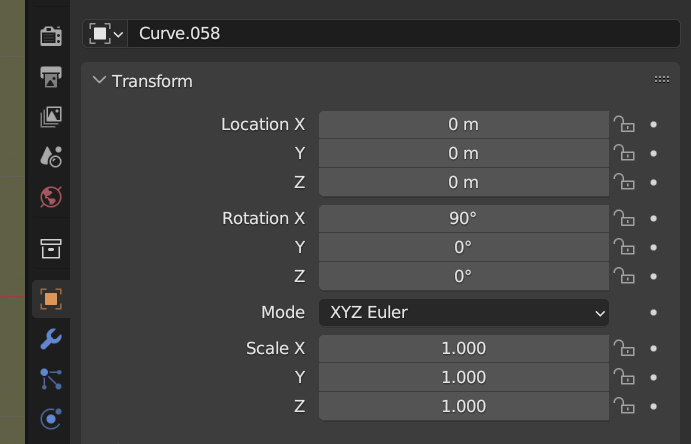 Curve.058
Transform
Location X 0 m
Y 0 m
Z 0 m
Rotation X 90°
Y 0°
Z 0°
Mode XYZ Euler
Scale X 1.000
Y 1.000
Z 1.000